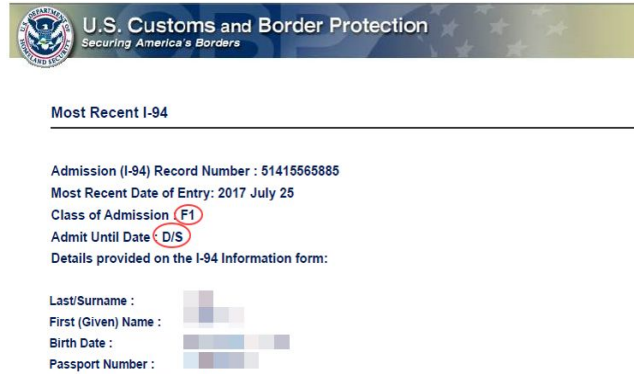 U.S. Customs and Border Protection
Securing America's Borders
Most Recent I-94
Admission (I-94) Record Number : 51415565885
Most Recent Date of Entry: 2017 July 25
Class of Admission : F1
Admit Until Date : D/S
Details provided on the I-94 Information form:
Last/Surname :
First (Given) Name :
Birth Date :
Passport Number :